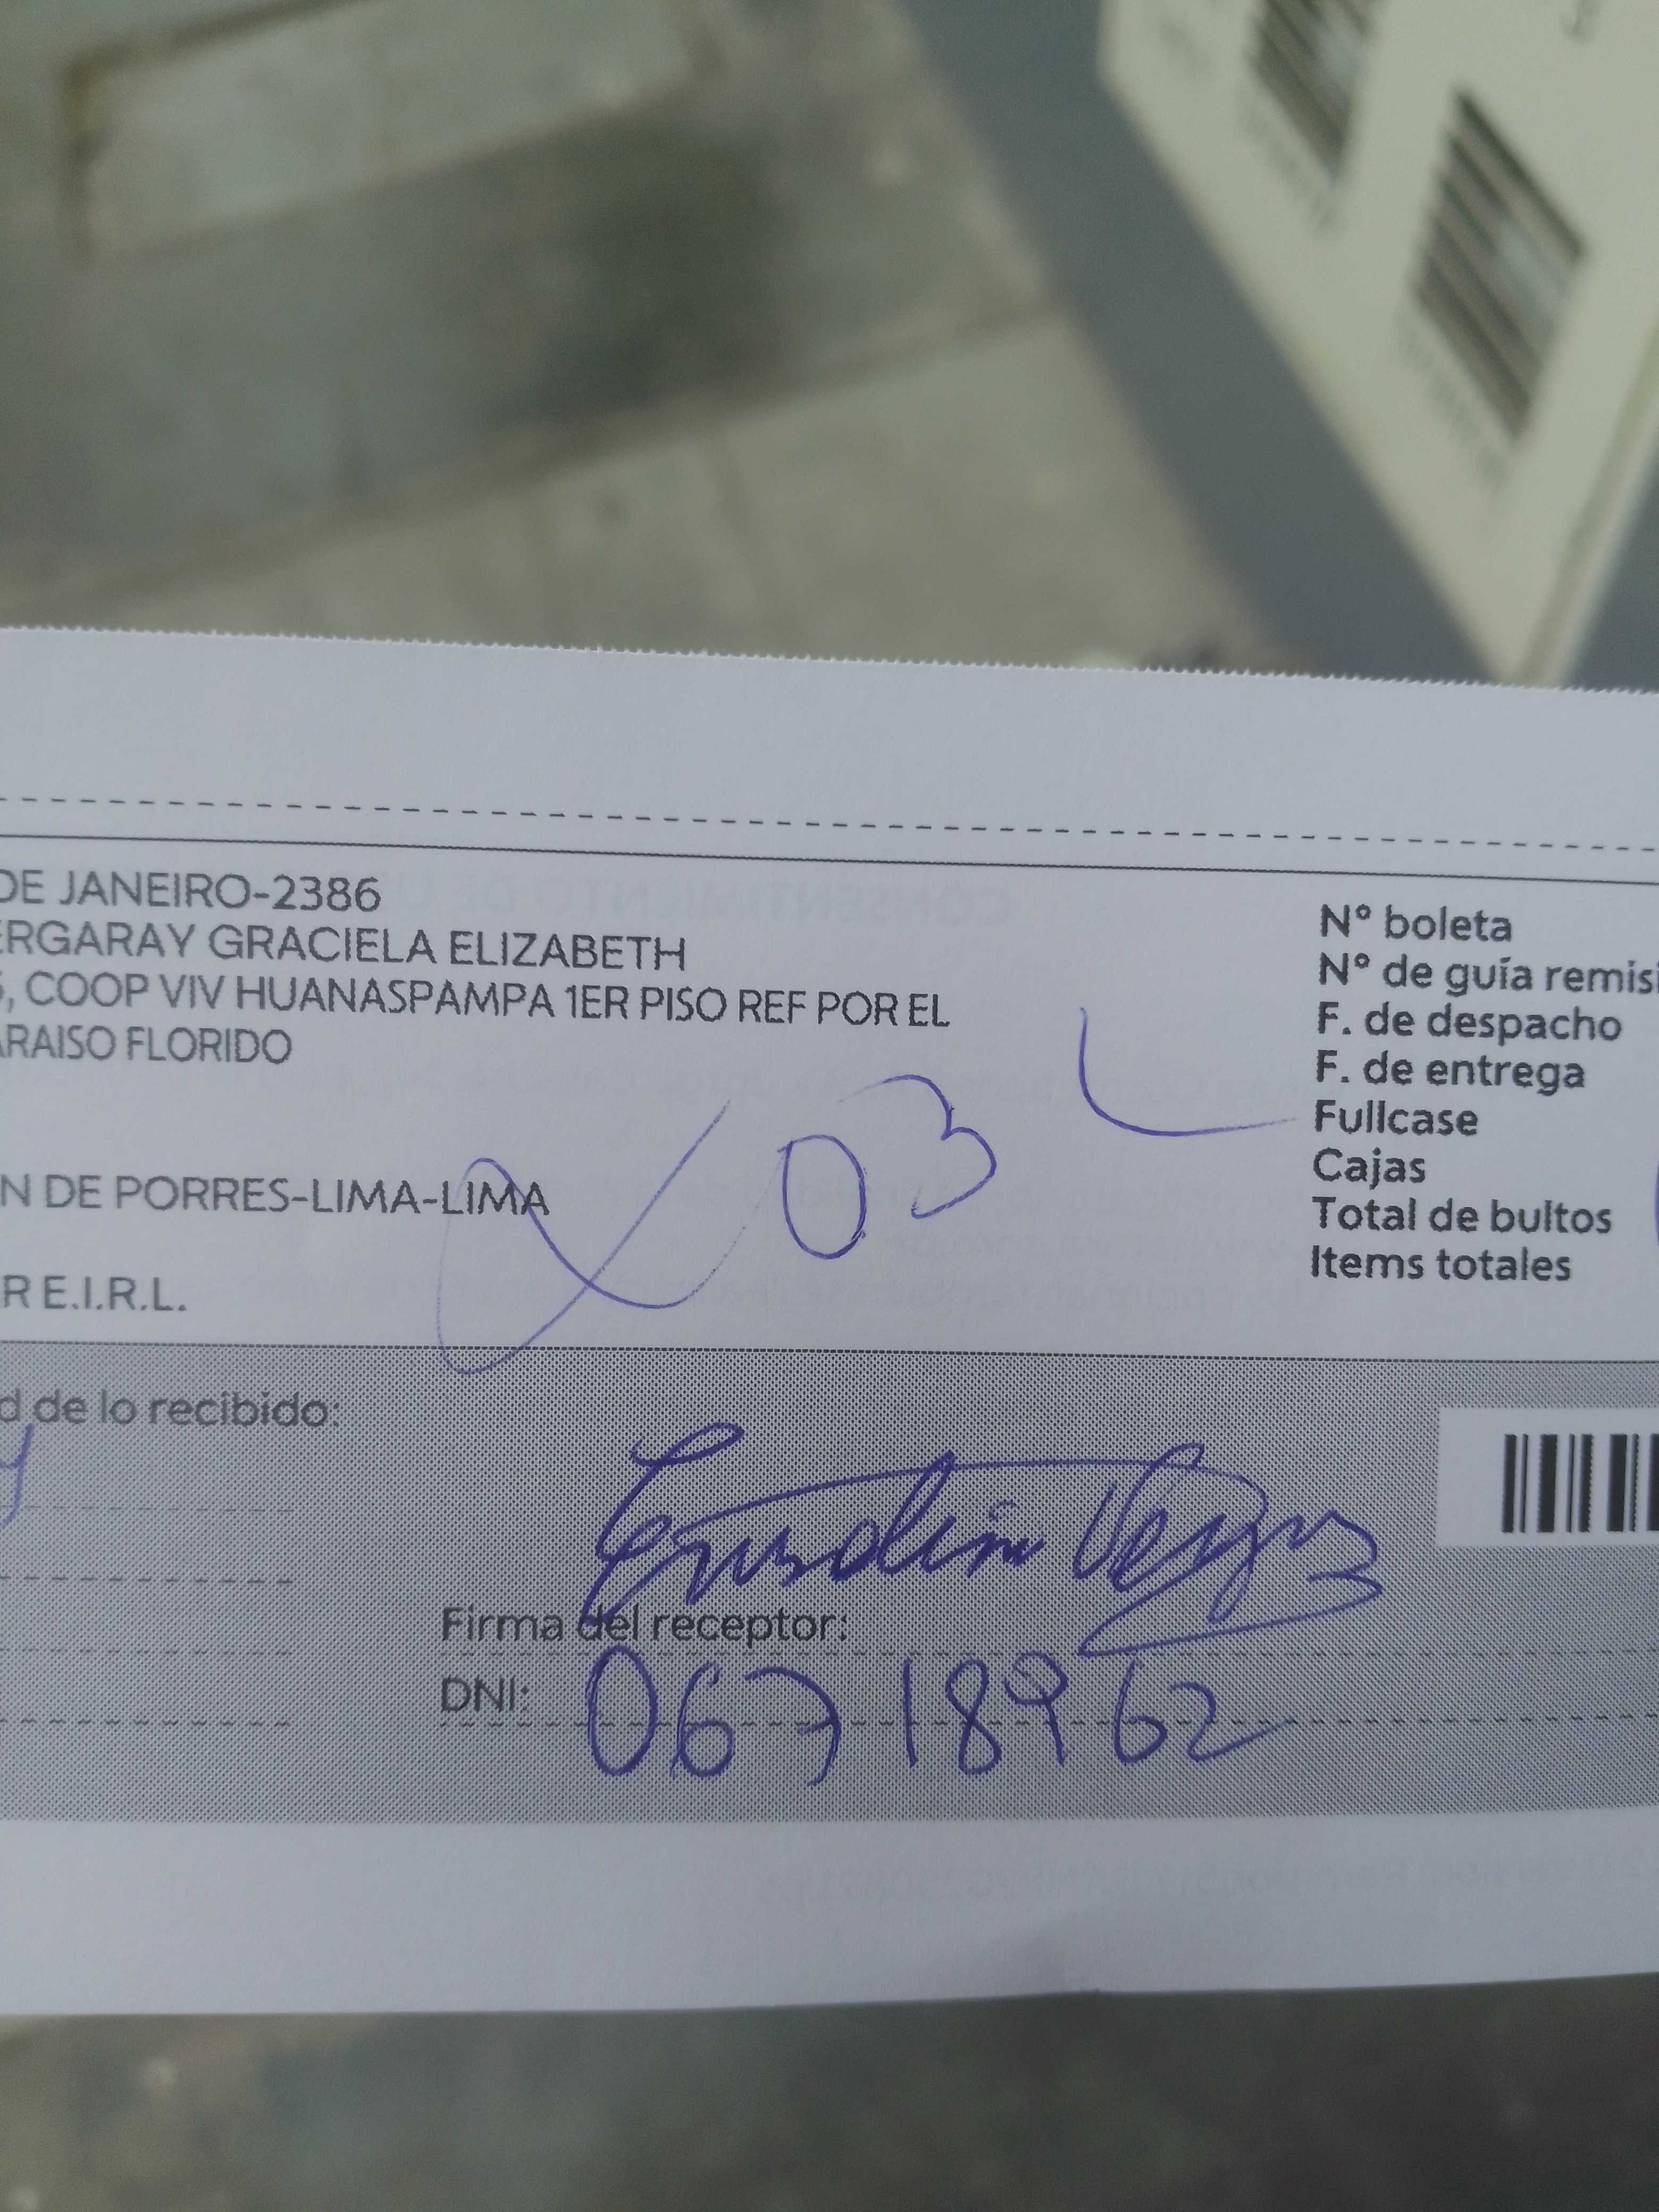 DE JANEIRO-2386
ERGARAY GRACIELA ELIZABETH
, COOP VIV HUANASPAMPA 1ER PISO REF POR EL
ARAISO FLORIDO
N DE PORRES-LIMA-LIMA
R E.I.R.L.
03
N° boleta
N° de guía remisi
F. de despacho
F. de entrega
Fullcase
Cajas
Total de bultos
Items totales
d de lo recibido:
Firma del receptor:
DNI: 06718962